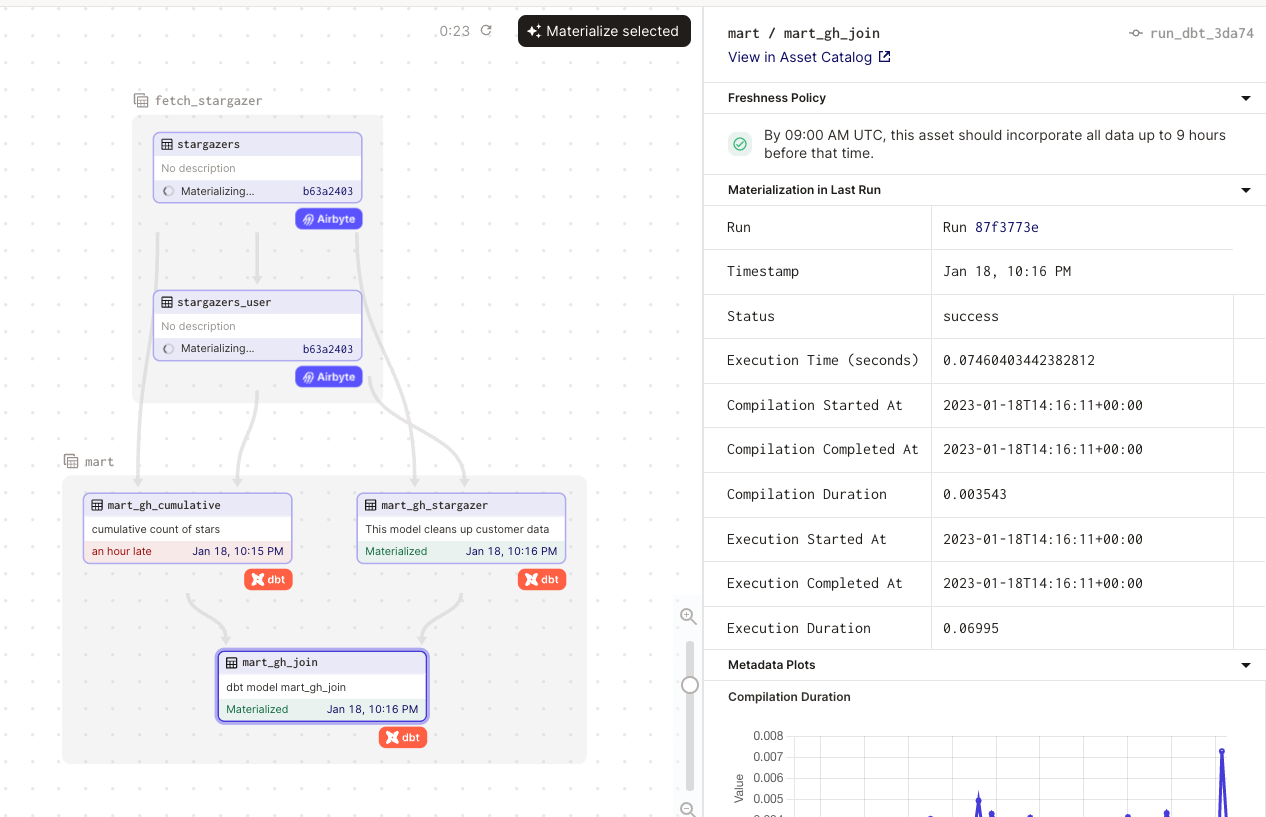 0:23
Materialize selected
fetch_stargazer
stargazers
No description
Materializing... b63a2403
Airbyte
stargazers_user
No description
Materializing... b63a2403
Airbyte
mart
mart_gh_cumulative
cumulative count of stars
an hour late Jan 18, 10:15 PM
dbt
mart_gh_stargazer
This model cleans up customer data
Materialized Jan 18, 10:16 PM
dbt
mart_gh_join
dbt model mart_gh_join
Materialized Jan 18, 10:16 PM
dbt
mart / mart_gh_join
run_dbt_3da74
View in Asset Catalog
Freshness Policy
By 09:00 AM UTC, this asset should incorporate all data up to 9 hours
before that time.
Materialization in Last Run
Run Run 87f3773e
Timestamp Jan 18, 10:16 PM
Status success
Execution Time (seconds) 0.07460403442382812
Compilation Started At 2023-01-18T14:16:11+00:00
Compilation Completed At 2023-01-18T14:16:11+00:00
Compilation Duration 0.003543
Execution Started At 2023-01-18T14:16:11+00:00
Execution Completed At 2023-01-18T14:16:11+00:00
Execution Duration 0.06995
Metadata Plots
Compilation Duration
Value
0.008
0.007
0.006
0.005